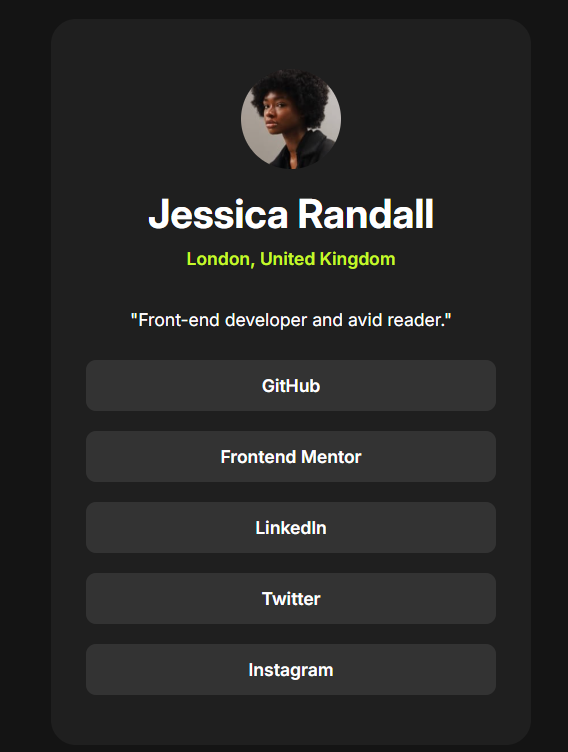 Jessica Randall
London, United Kingdom
"Front-end developer and avid reader."
GitHub
Frontend Mentor
LinkedIn
Twitter
Instagram